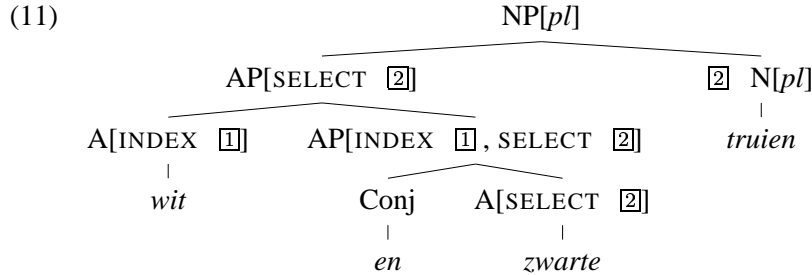 (11) NP[pl]
AP[SELECT 2] 2 N[pl]
A[INDEX 1] AP[INDEX 1 , SELECT 2] truien
wit Conj A[SELECT 2]
en zwarte